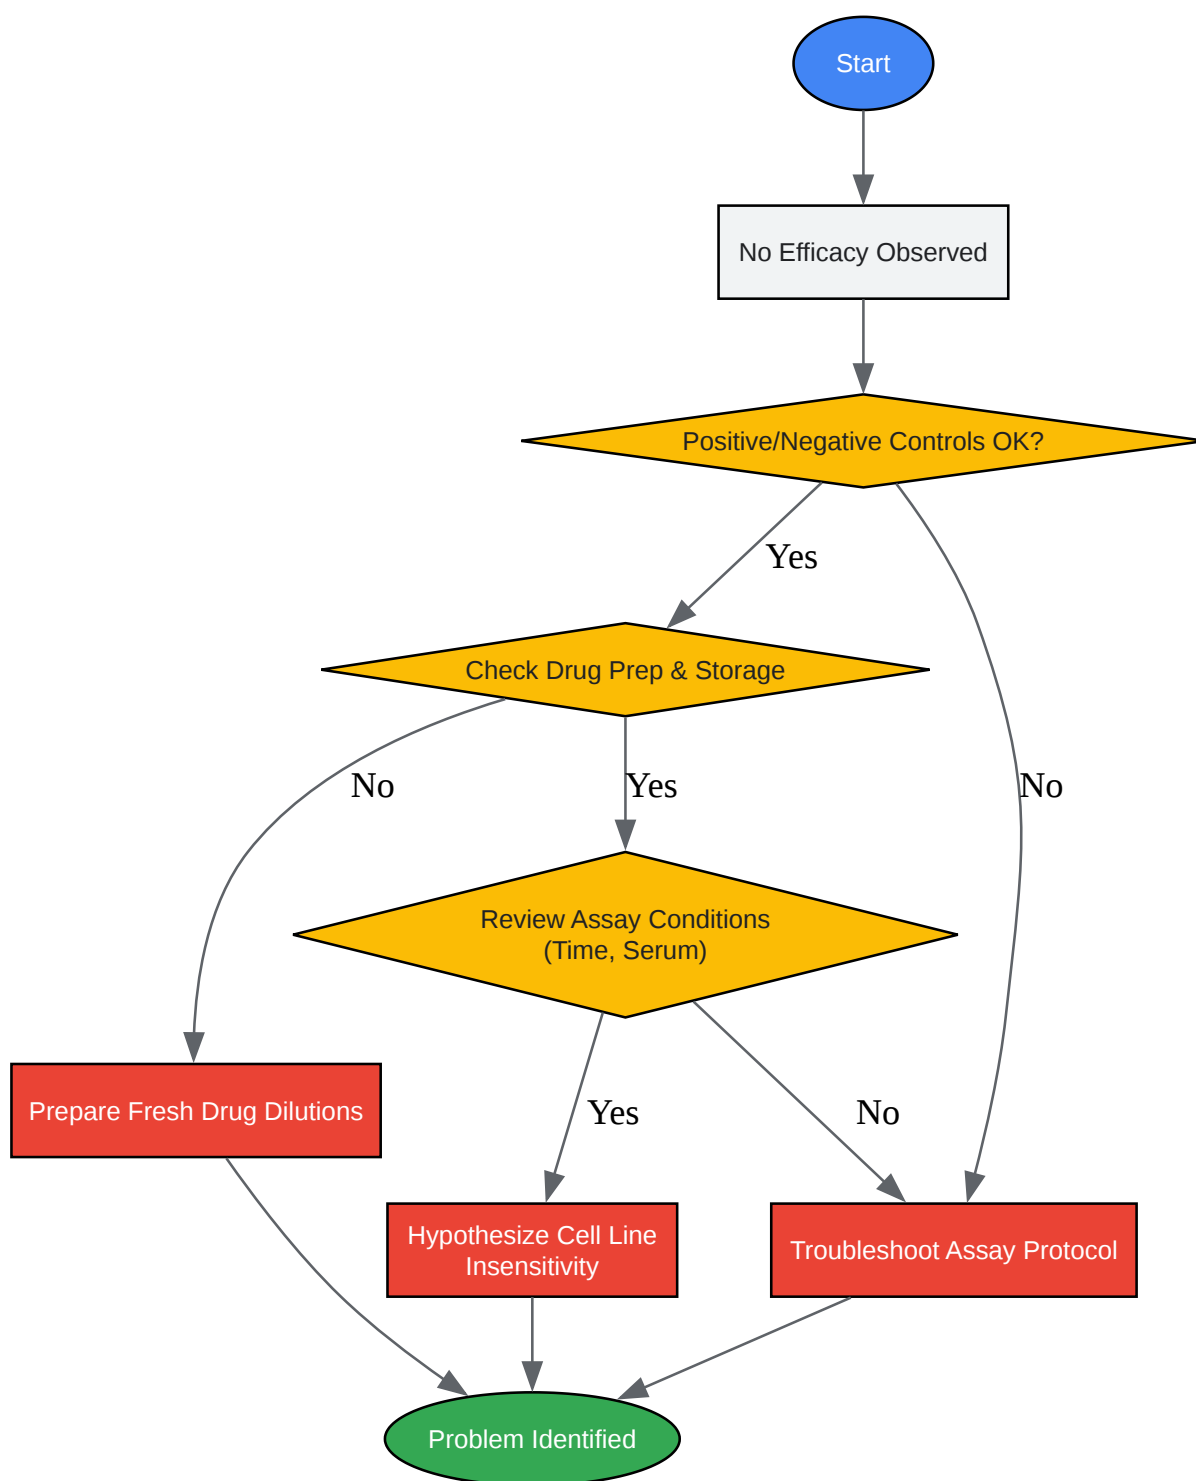 Start
No Efficacy Observed
Positive/Negative Controls OK?
Yes
Check Drug Prep & Storage
No
Yes
No
Review Assay Conditions
(Time, Serum)
Prepare Fresh Drug Dilutions
Yes
No
Hypothesize Cell Line
Insensitivity
Troubleshoot Assay Protocol
Problem Identified